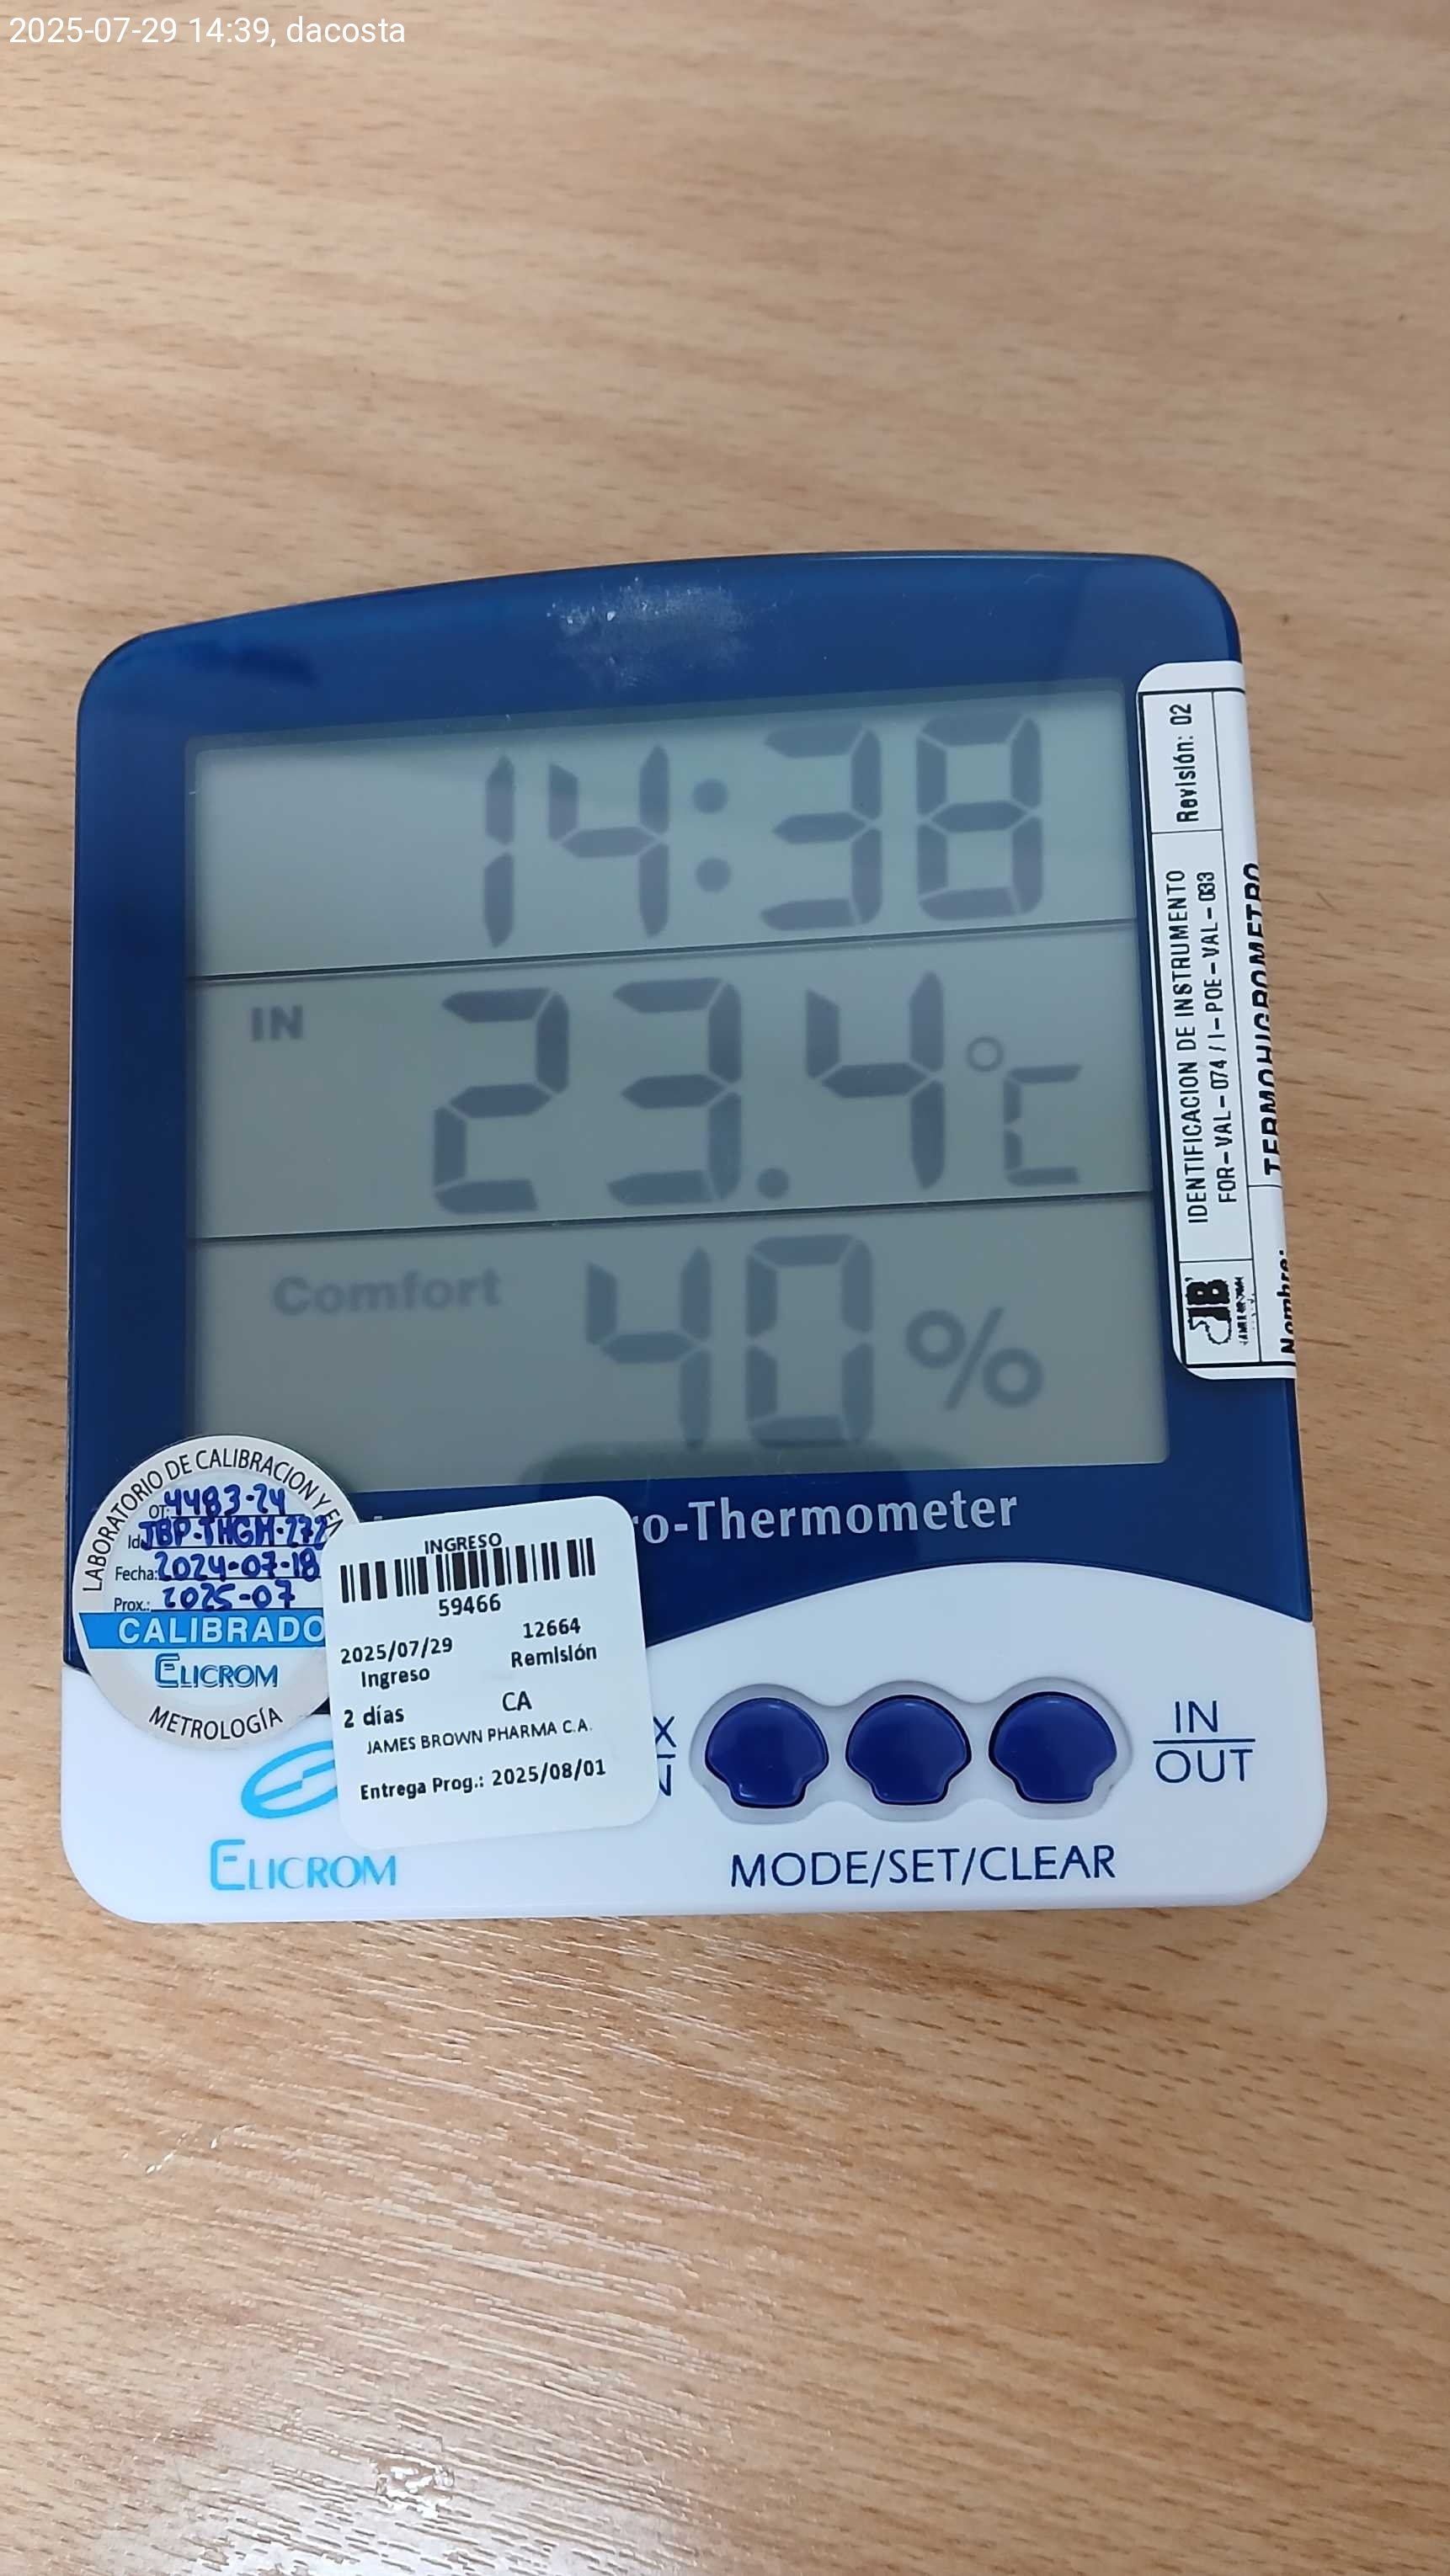 2025-07-29 14:39, dacosta
14:38
IN 23.4 °C
Comfort 40 %
Revisión: 02
IDENTIFICACION DE INSTRUMENTO
FOR-VAL-074 / I-POE-VAL-033
JB
TERMOHIGROMETRO
Nombre:
ro-Thermometer
LABORATORIO DE CALIBRACION Y
OT: 4483-24
Id JBP-THGM-272
Fecha: 2024-07-18
Prox.: 2025-07
CALIBRADO
ELICROM
METROLOGÍA
INGRESO
59466
2025/07/29 12664
Ingreso Remisión
2 días CA
JAMES BROWN PHARMA C.A.
Entrega Prog.: 2025/08/01
X
N
IN
OUT
MODE/SET/CLEAR
ELICROM